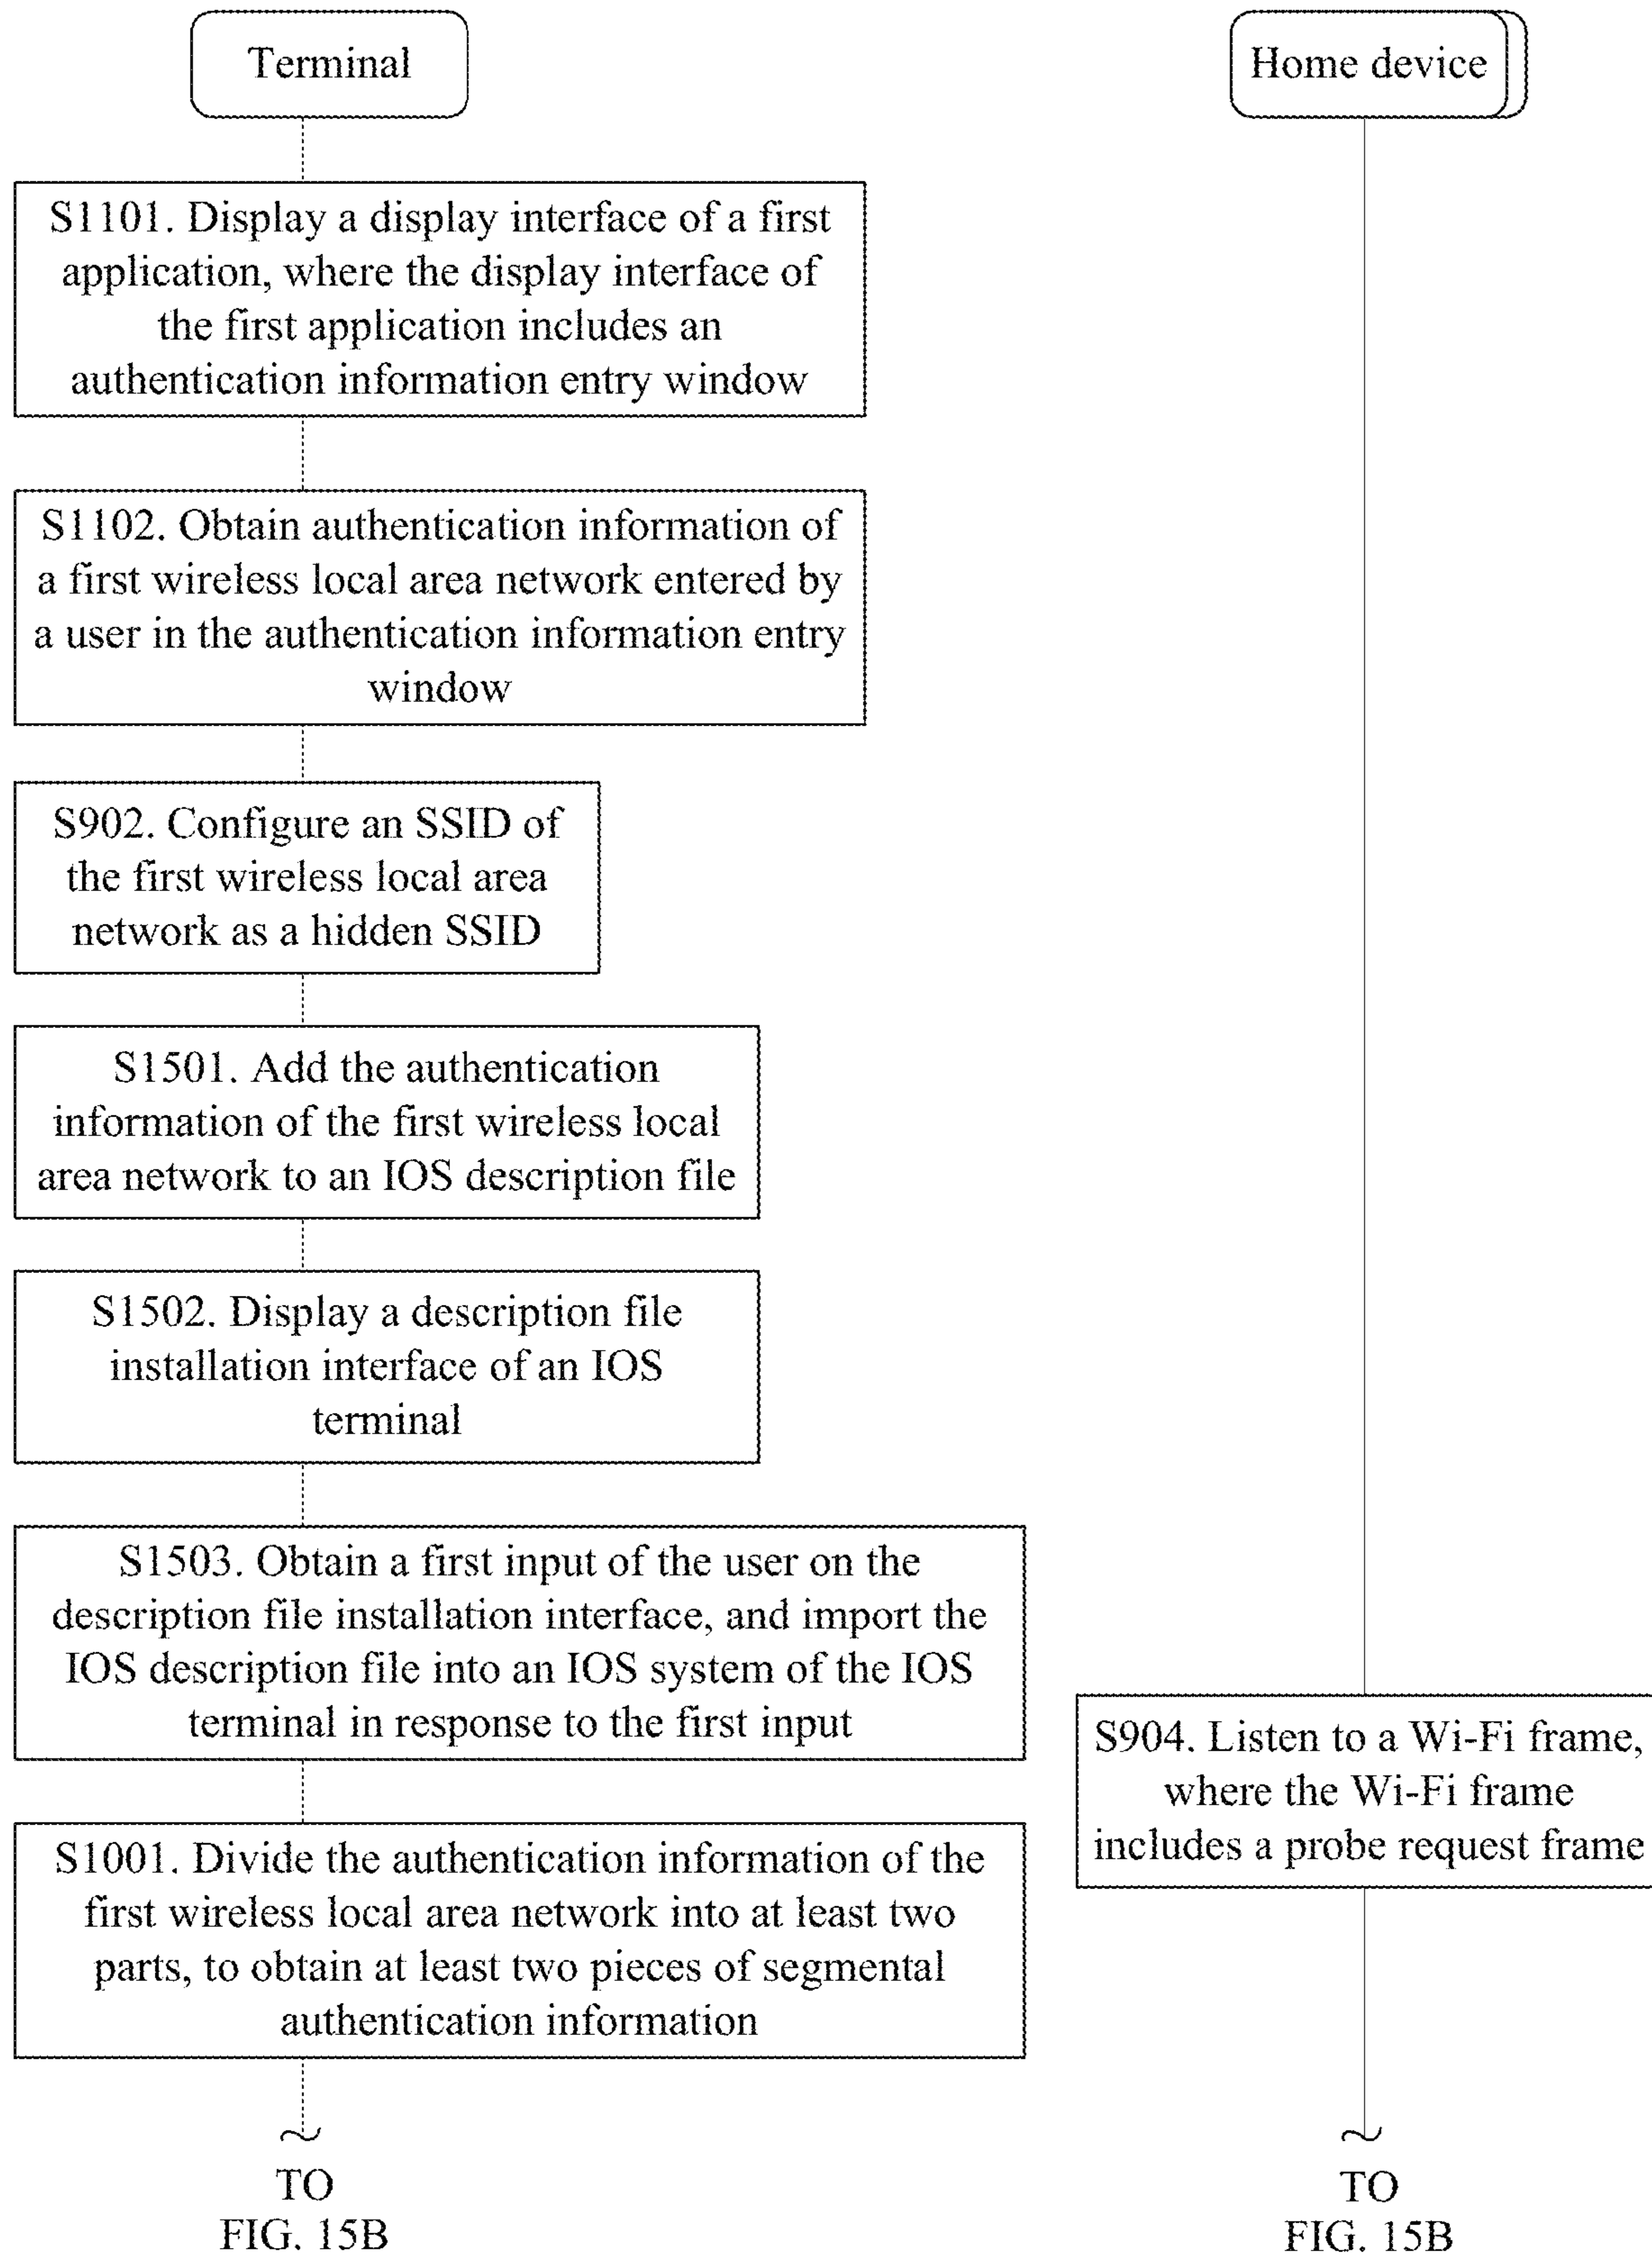 Terminal
Home device
S1101. Display a display interface of a first
application, where the display interface of
the first application includes an
authentication information entry window
S1102. Obtain authentication information of
a first wireless local area network entered by
a user in the authentication information entry
window
S902. Configure an SSID of
the first wireless local area
network as a hidden SSID
S1501. Add the authentication
information of the first wireless local
area network to an IOS description file
S1502. Display a description file
installation interface of an IOS
terminal
S1503. Obtain a first input of the user on the
description file installation interface, and import the
IOS description file into an IOS system of the IOS
terminal in response to the first input
S904. Listen to a Wi-Fi frame,
where the Wi-Fi frame
includes a probe request frame
S1001. Divide the authentication information of the
first wireless local area network into at least two
parts, to obtain at least two pieces of segmental
authentication information
TO
FIG. 15B
TO
FIG. 15B